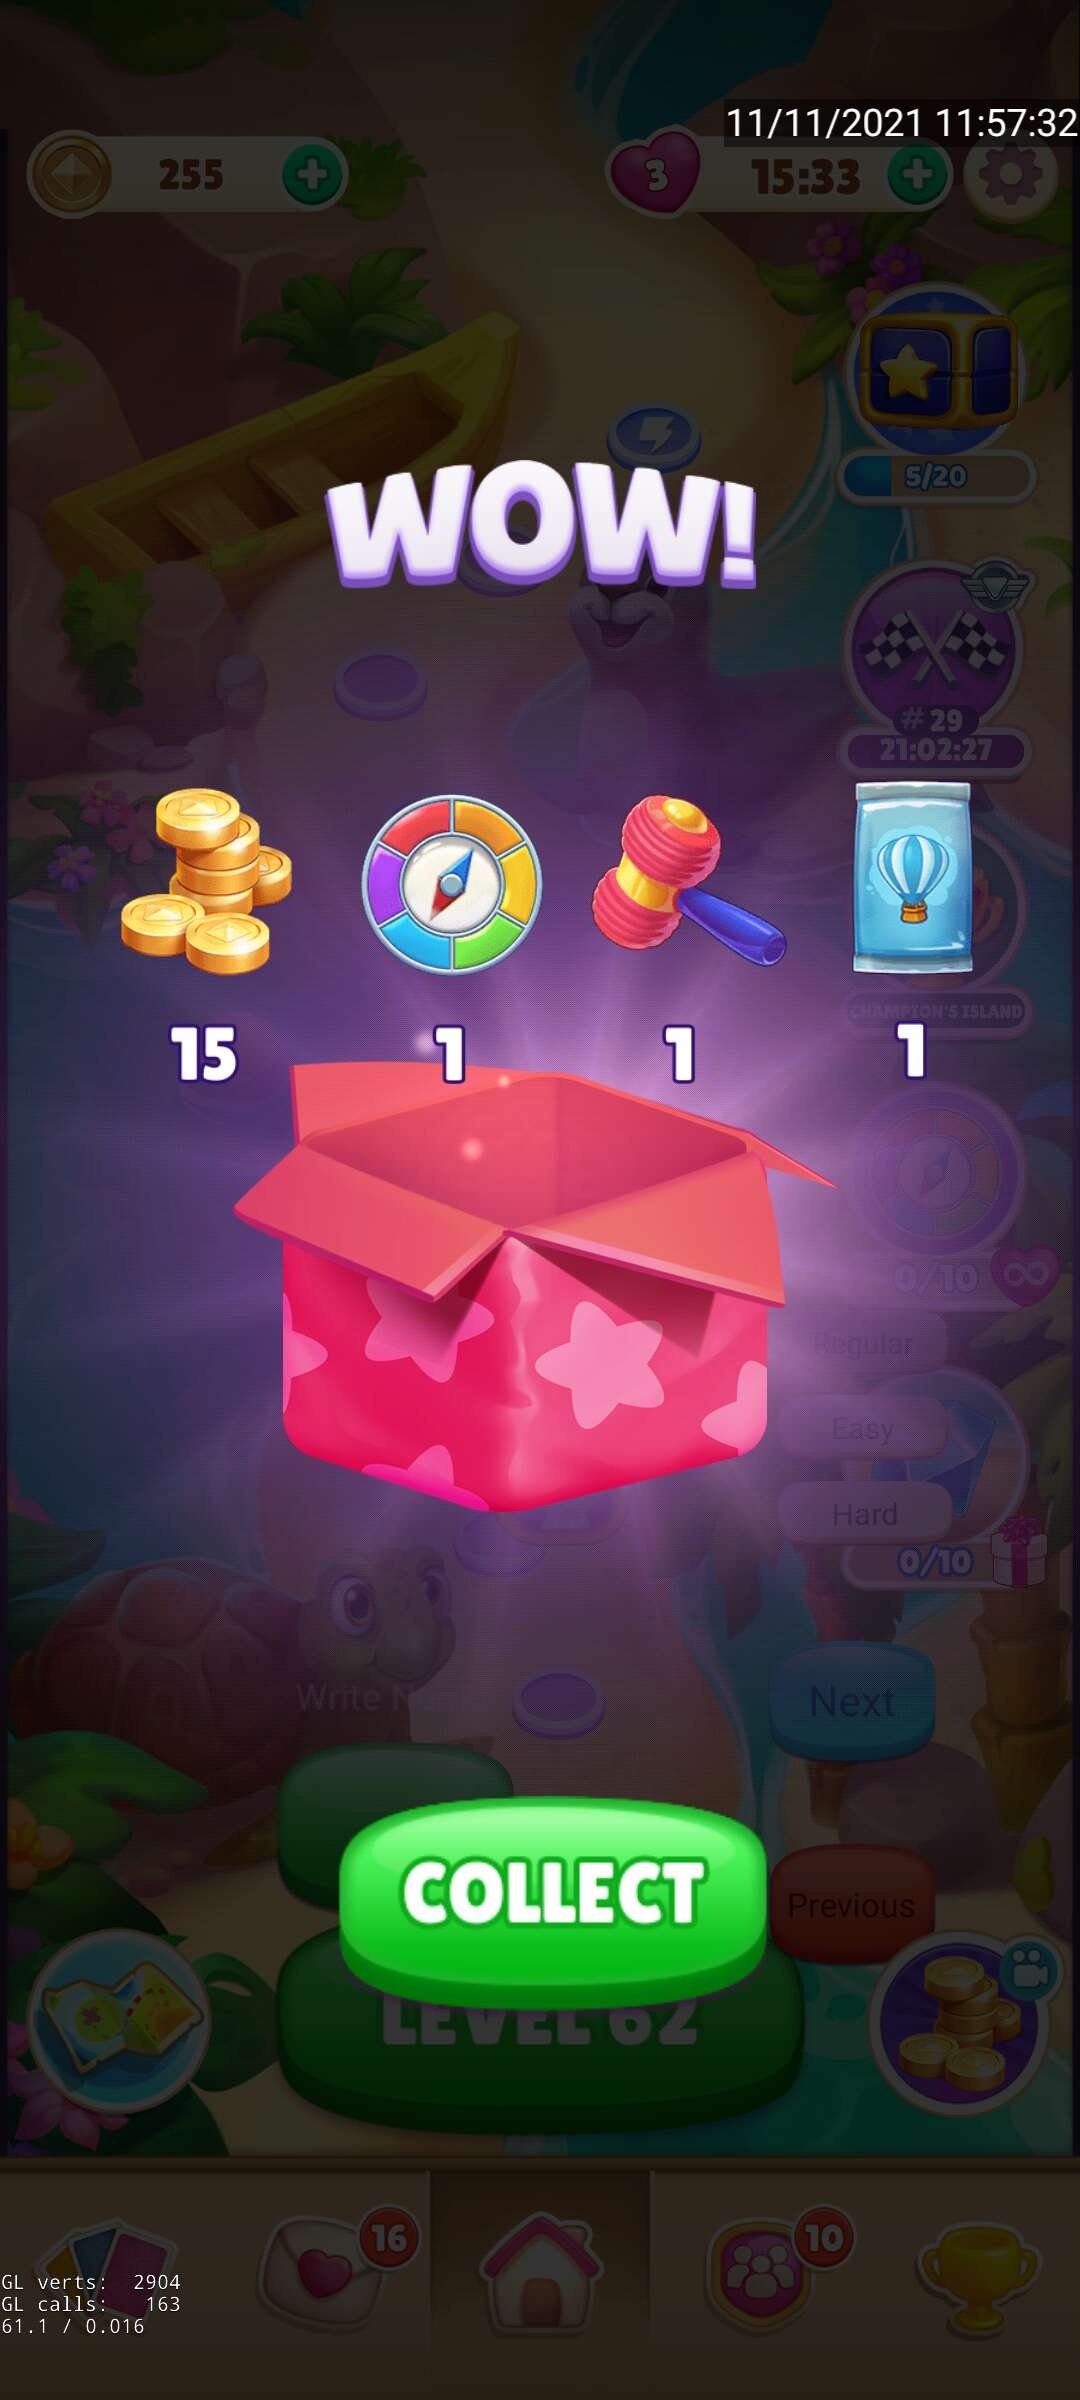 11/11/2021 11:57:32
255
3
15:33
5/20
WOW!
#29
21:02:27
CHAMPION'S ISLAND
15
1
1
1
0/10
Regular
Easy
Hard
0/10
Write N
Next
COLLECT
Previous
LEVEL 62
16
10
GL verts: 2904
GL calls: 163
61.1 / 0.016